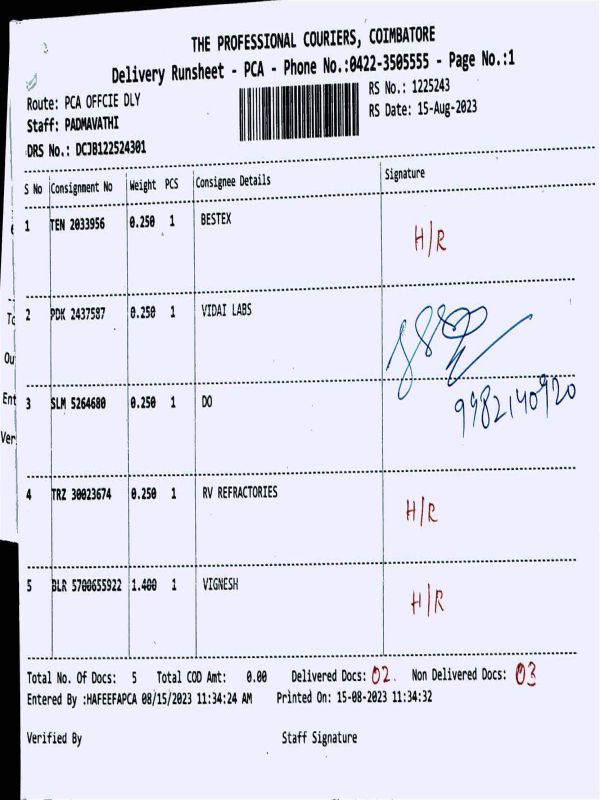 THE PROFESSIONAL COURIERS, COIMBATORE
Delivery Runsheet - PCA - Phone No.:0422-3505555 - Page No.:1
Route: PCA OFFCIE DLY
RS No.: 1225243
Staff: PADMAVATHI
RS Date: 15-Aug-2023
DRS No.: DCJB122524301
S No Consignment No Weight PCS Consignee Details Signature
1 TEN 2033956 0.250 1 BESTEX H/R
2 PDK 2437587 0.250 1 VIDAI LABS
3 SLM 5264680 0.250 1 DO 9982140920
4 TRZ 30023674 0.250 1 RV REFRACTORIES H/R
5 BLR 5700655922 1.400 1 VIGNESH H/R
Total No. Of Docs: 5 Total COD Amt: 0.00 Delivered Docs: 02. Non Delivered Docs: 03
Entered By :HAFEEFAPCA 08/15/2023 11:34:24 AM Printed On: 15-08-2023 11:34:32
Verified By Staff Signature
To
Ou
Ent
Ver